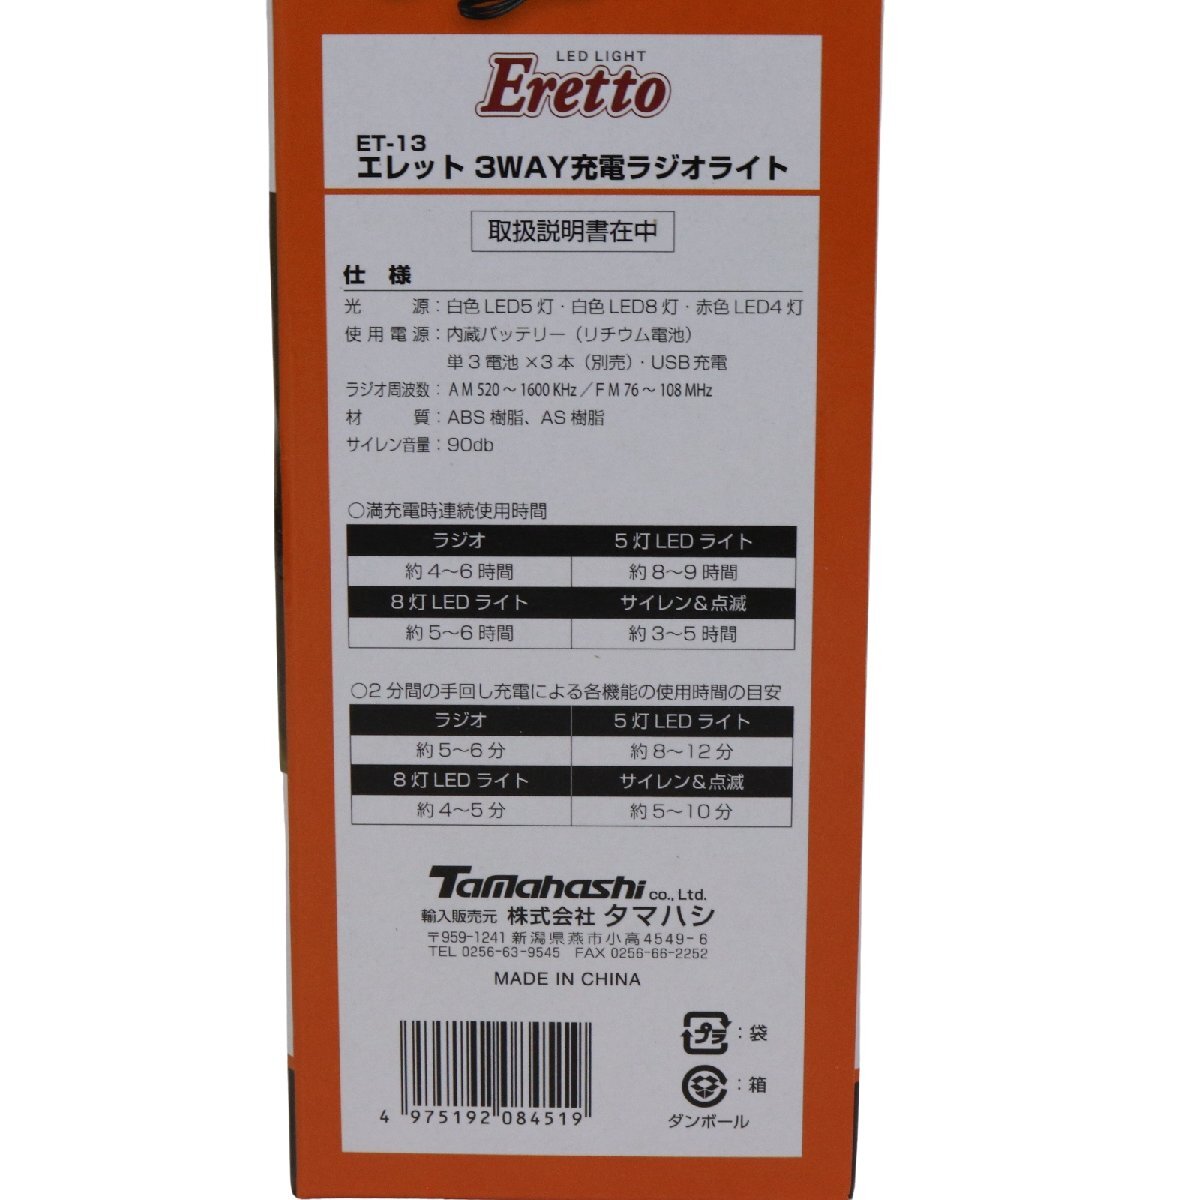 LED LIGHT
Eretto
ET-13
エレット 3WAY充電ラジオライト
取扱説明書在中
仕 様
光 源：白色LED5灯・白色LED8灯・赤色LED4灯
使用電源：内蔵バッテリー（リチウム電池）
単3電池×3本（別売）・USB充電
ラジオ周波数：AM 520～1600KHz／FM 76～108MHz
材 質：ABS樹脂、AS樹脂
サイレン音量：90db
○満充電時連続使用時間
ラジオ 5灯LEDライト
約4～6時間 約8～9時間
8灯LEDライト サイレン&点滅
約5～6時間 約3～5時間
○2分間の手回し充電による各機能の使用時間の目安
ラジオ 5灯LEDライト
約5～6分 約8～12分
8灯LEDライト サイレン&点滅
約4～5分 約5～10分
Tamahashi co., Ltd.
輸入販売元 株式会社 タマハシ
〒959-1241 新潟県燕市小高4549-6
TEL 0256-63-9545 FAX 0256-66-2252
MADE IN CHINA
プラ：袋
：箱
ダンボール
4 975192 084519